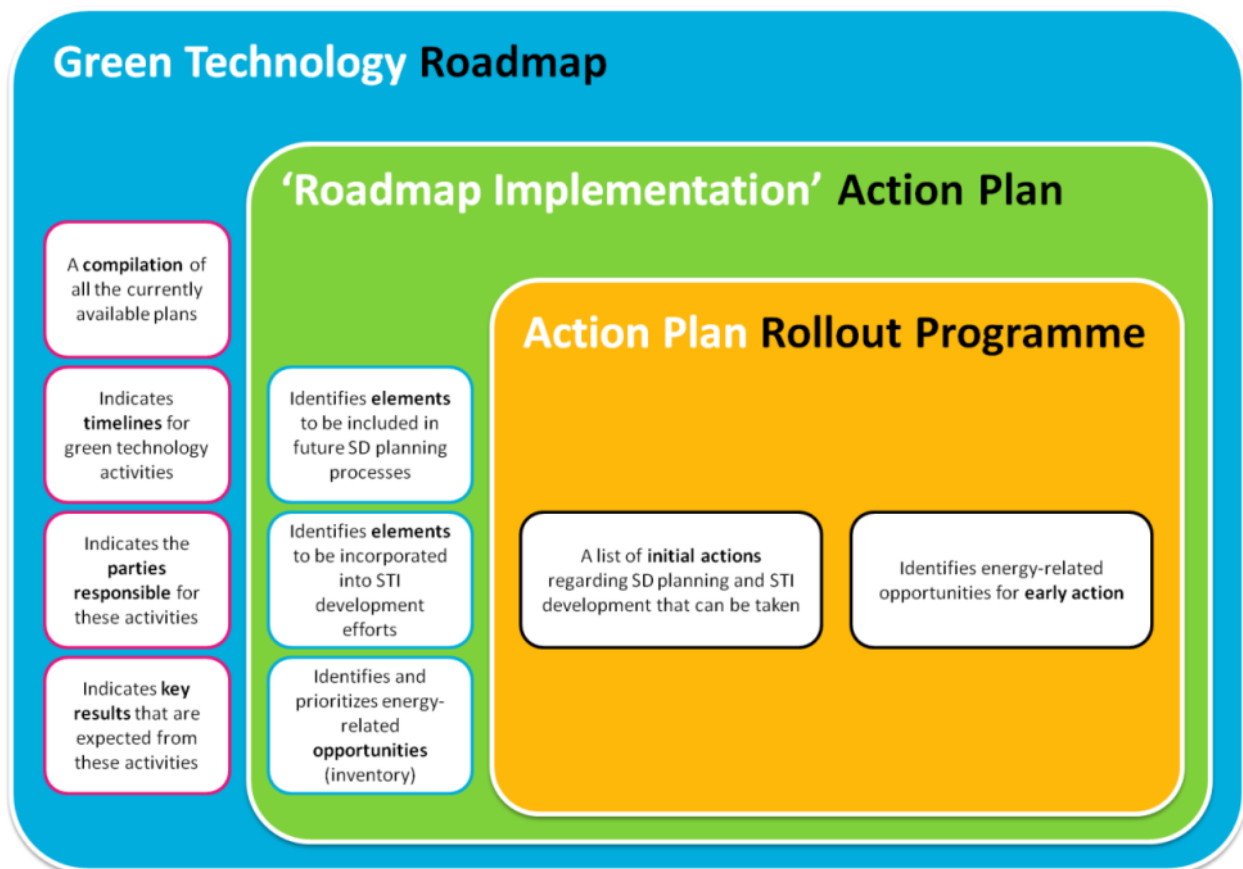 Green Technology Roadmap
‘Roadmap Implementation’ Action Plan
Action Plan Rollout Programme
A compilation of
all the currently
available plans
Indicates
timelines for
green technology
activities
Indicates the
parties
responsible for
these activities
Indicates key
results that are
expected from
these activities
Identifies elements
to be included in
future SD planning
processes
Identifies elements
to be incorporated
into STI
development
efforts
Identifies and
prioritizes energy-
related
opportunities
(inventory)
A list of initial actions
regarding SD planning and STI
development that can be taken
Identifies energy-related
opportunities for early action